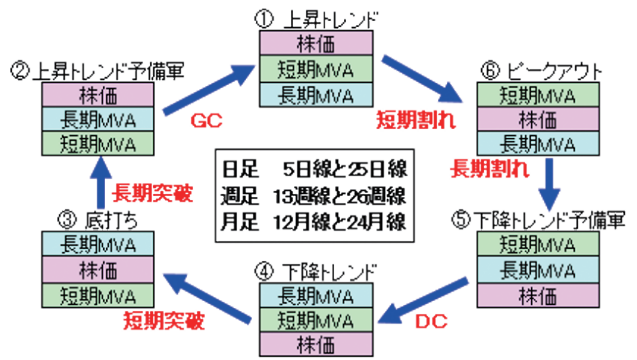 ① 上昇トレンド
株価
短期MVA
長期MVA
短期割れ
⑥ ピークアウト
短期MVA
株価
長期MVA
長期割れ
⑤下降トレンド予備軍
短期MVA
長期MVA
株価
DC
④ 下降トレンド
長期MVA
短期MVA
株価
短期突破
③ 底打ち
長期MVA
株価
短期MVA
長期突破
②上昇トレンド予備軍
株価
長期MVA
短期MVA
GC
日足 5日線と25日線
週足 13週線と26週線
月足 12月線と24月線